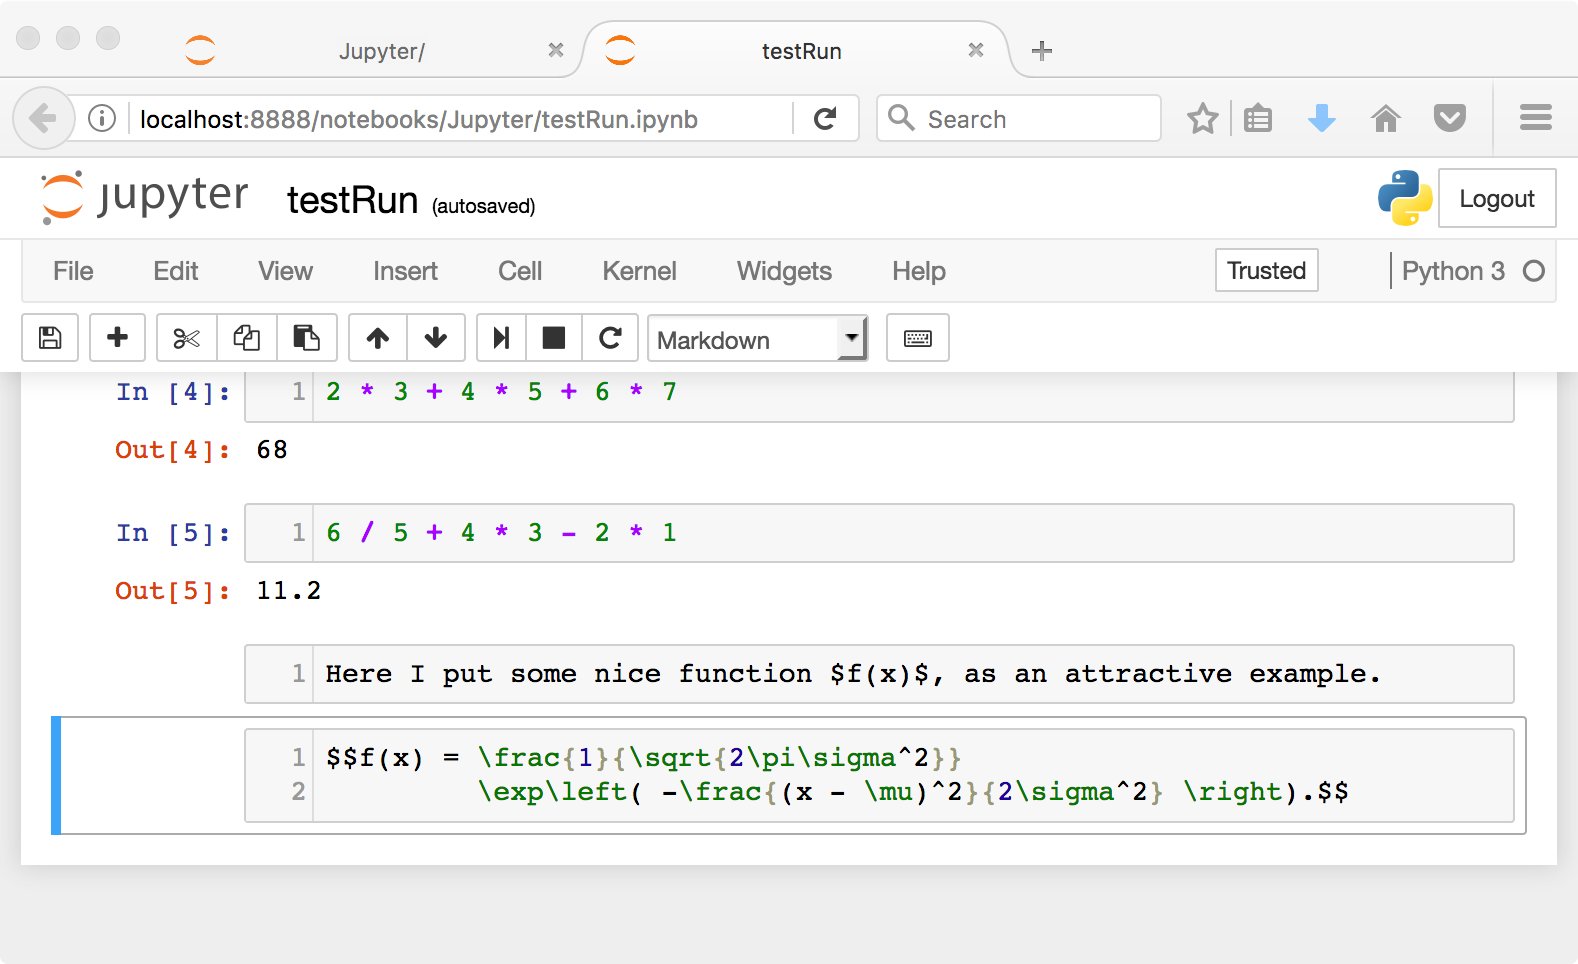 Jupyter/
testRun
localhost:8888/notebooks/Jupyter/testRun.ipynb
Search
jupyter testRun (autosaved)
Logout
File Edit View Insert Cell Kernel Widgets Help Trusted Python 3
Markdown
In [4]: 1 2 * 3 + 4 * 5 + 6 * 7
Out[4]: 68
In [5]: 1 6 / 5 + 4 * 3 - 2 * 1
Out[5]: 11.2
1 Here I put some nice function $f(x)$, as an attractive example.
1 $$f(x) = \frac{1}{\sqrt{2\pi\sigma^2}}
2 \exp\left( -\frac{(x - \mu)^2}{2\sigma^2} \right).$$